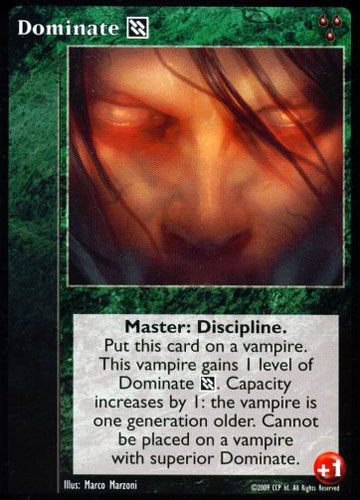 Dominate
Master: Discipline.
Put this card on a vampire.
This vampire gains 1 level of
Dominate . Capacity
increases by 1: the vampire is
one generation older. Cannot
be placed on a vampire
with superior Dominate.
+1
Illus: Marco Marzoni
©2009 CCP hf. All Rights Reserved